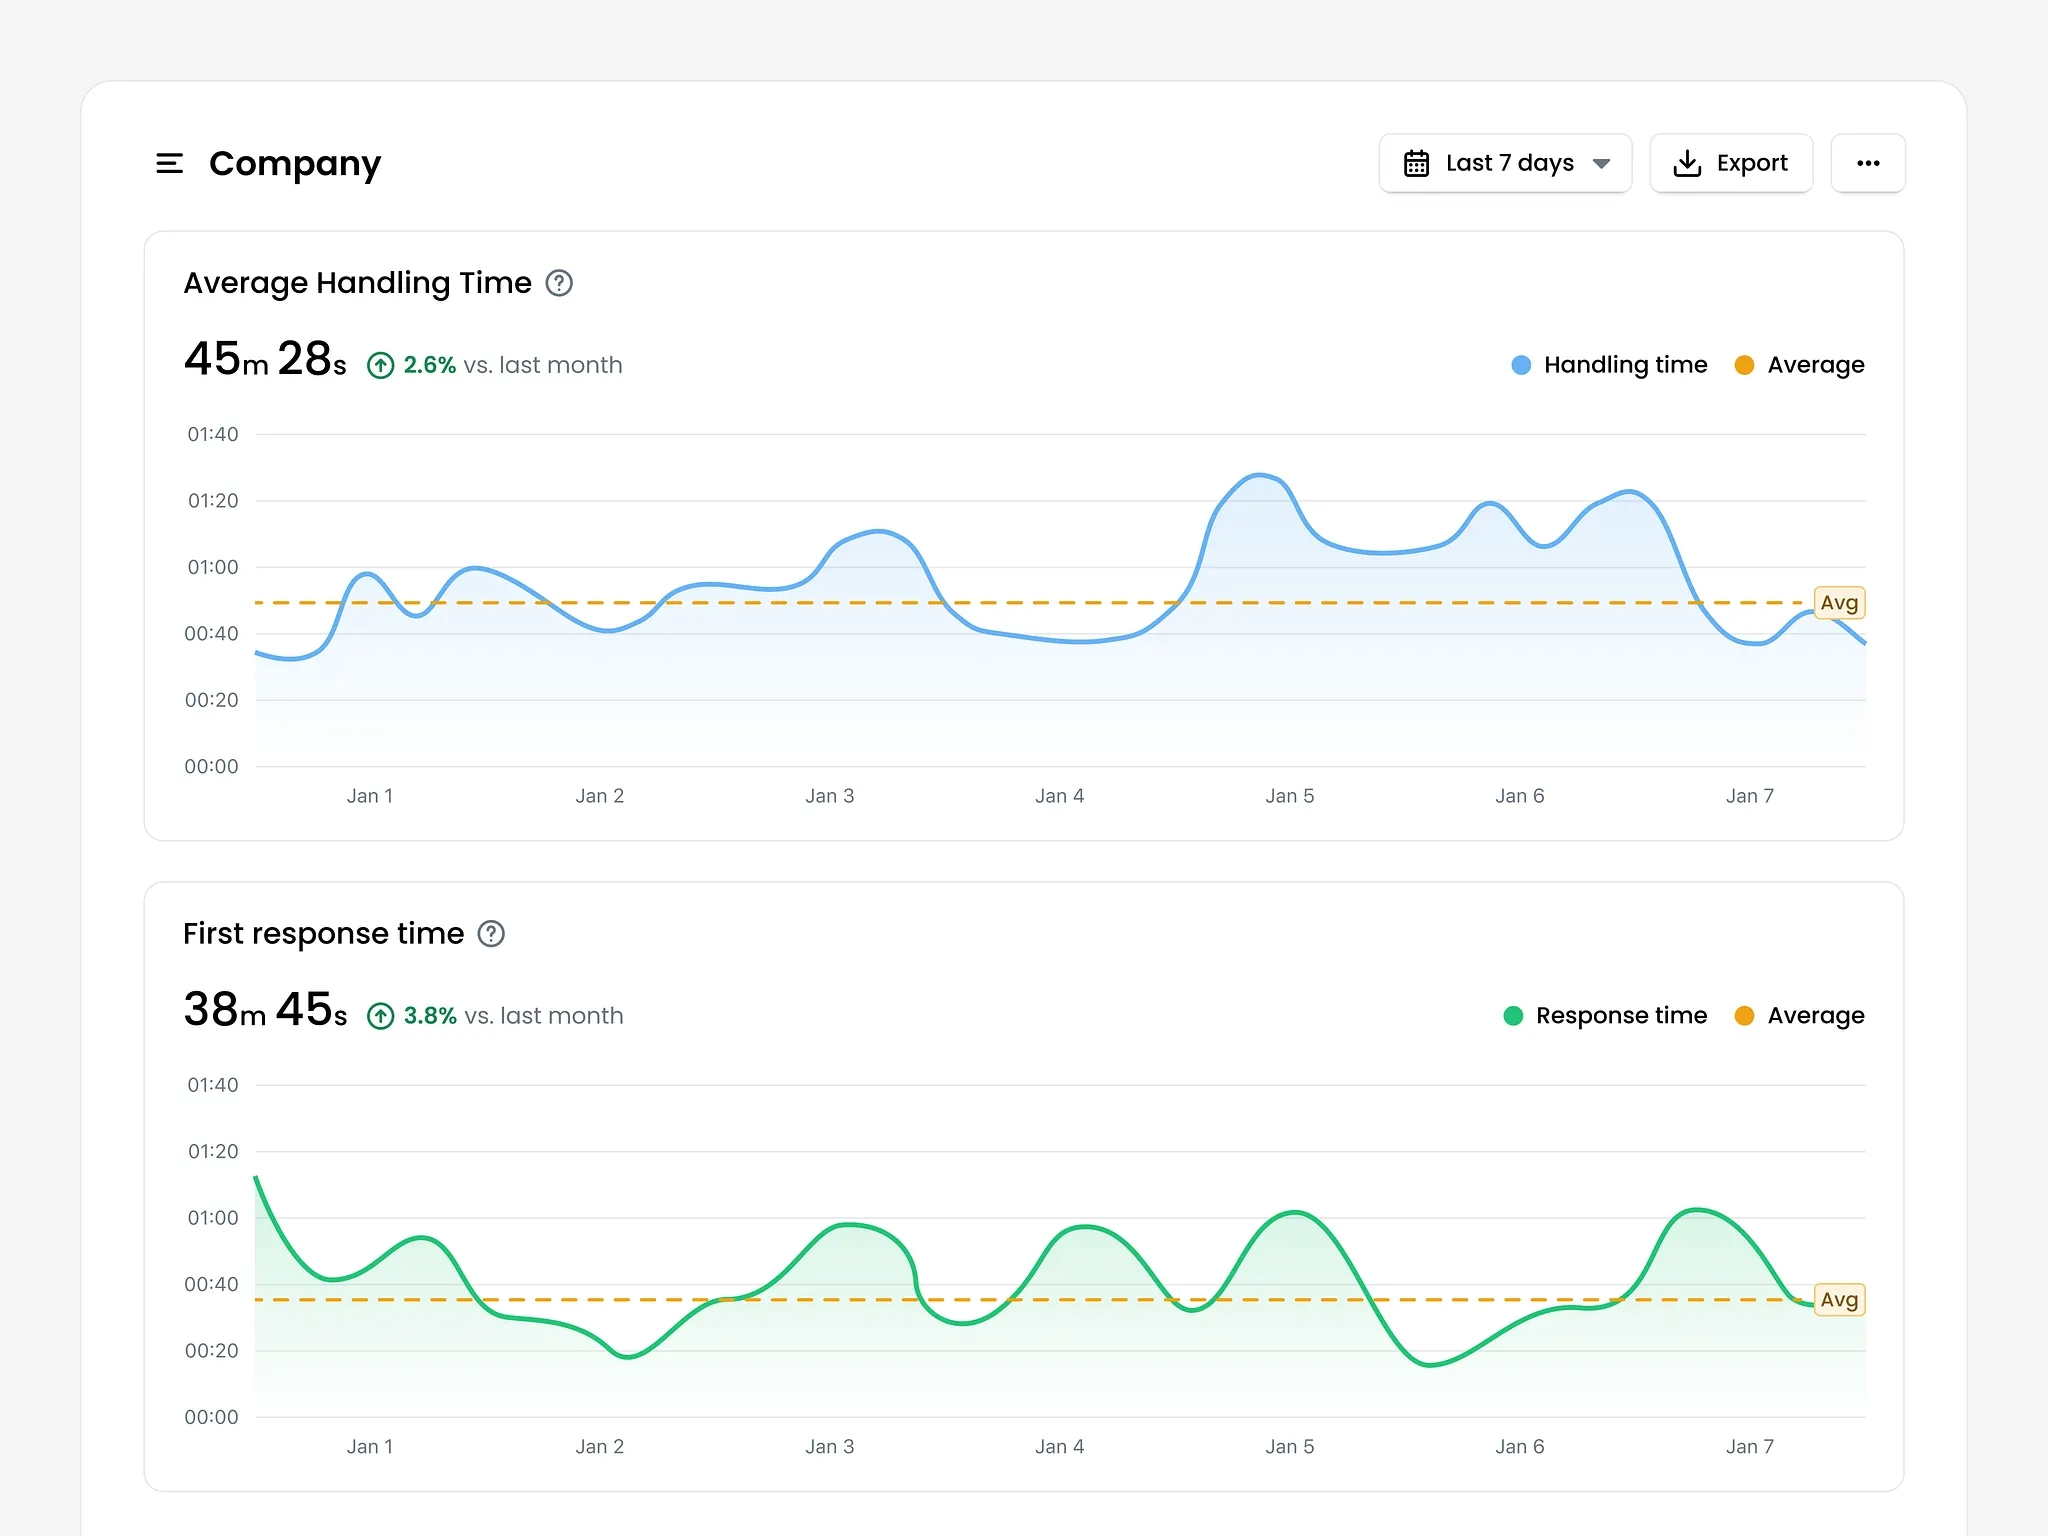 Company
Last 7 days
Export
Average Handling Time
45m 28s 2.6% vs. last month
Handling time
Average
01:40
01:20
01:00
00:40
00:20
00:00
Avg
Jan 1 Jan 2 Jan 3 Jan 4 Jan 5 Jan 6 Jan 7
First response time
38m 45s 3.8% vs. last month
Response time
Average
01:40
01:20
01:00
00:40
00:20
00:00
Avg
Jan 1 Jan 2 Jan 3 Jan 4 Jan 5 Jan 6 Jan 7